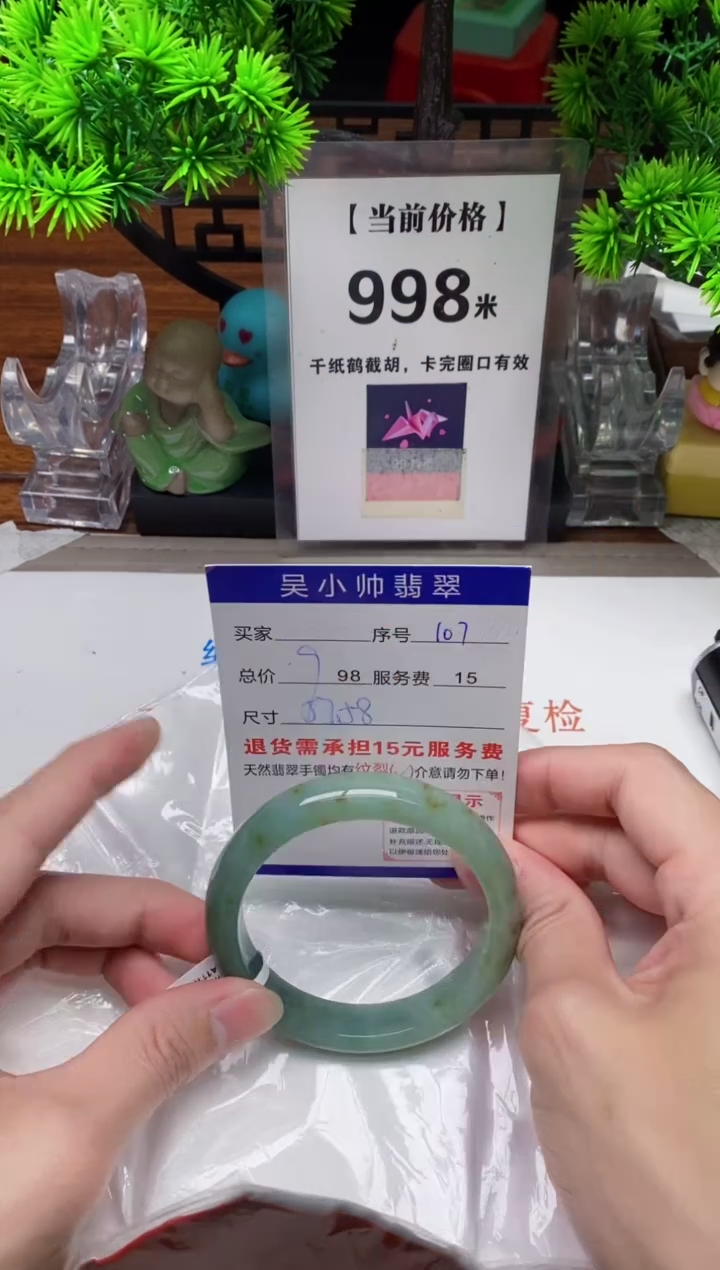 【当前价格】
998米
千纸鹤截胡，卡完圈口有效
吴小帅翡翠
买家 序号 107
总价 9 98 服务费 15
尺寸
复检
退货需承担15元服务费
天然翡翠手镯均有纹裂( )介意请勿下单！
示